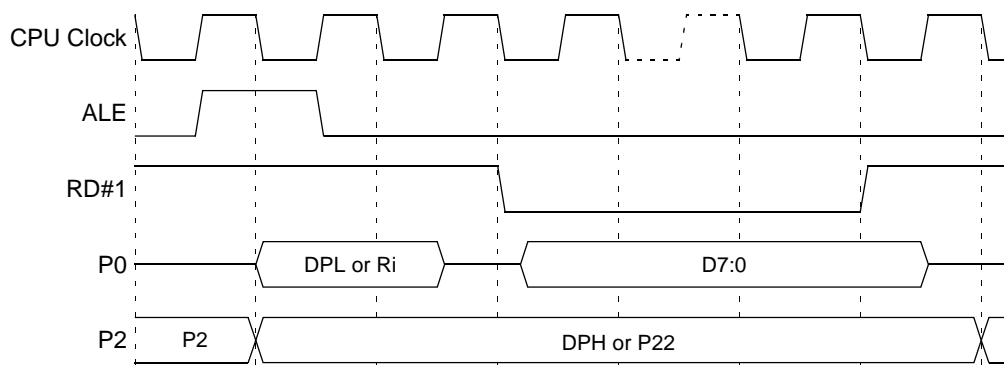 CPU Clock
ALE
RD#1
P0 DPL or Ri D7:0
P2 P2 DPH or P22